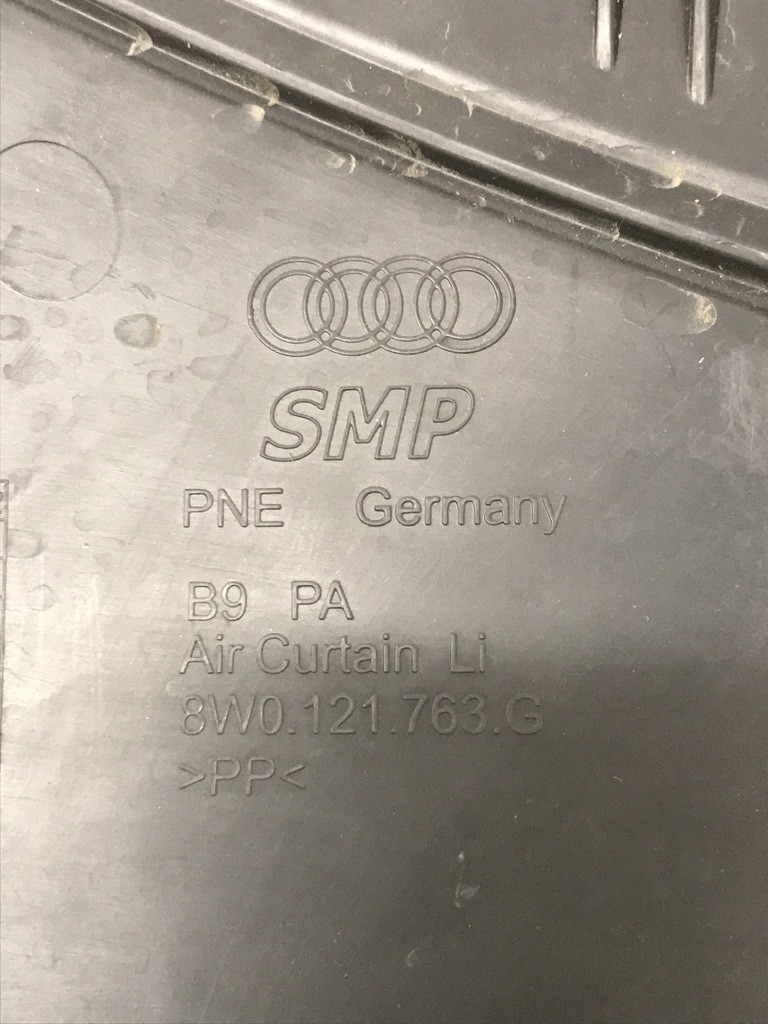 SMP
PNE Germany
B9 PA
Air Curtain Li
8W0.121.763.G
>PP<